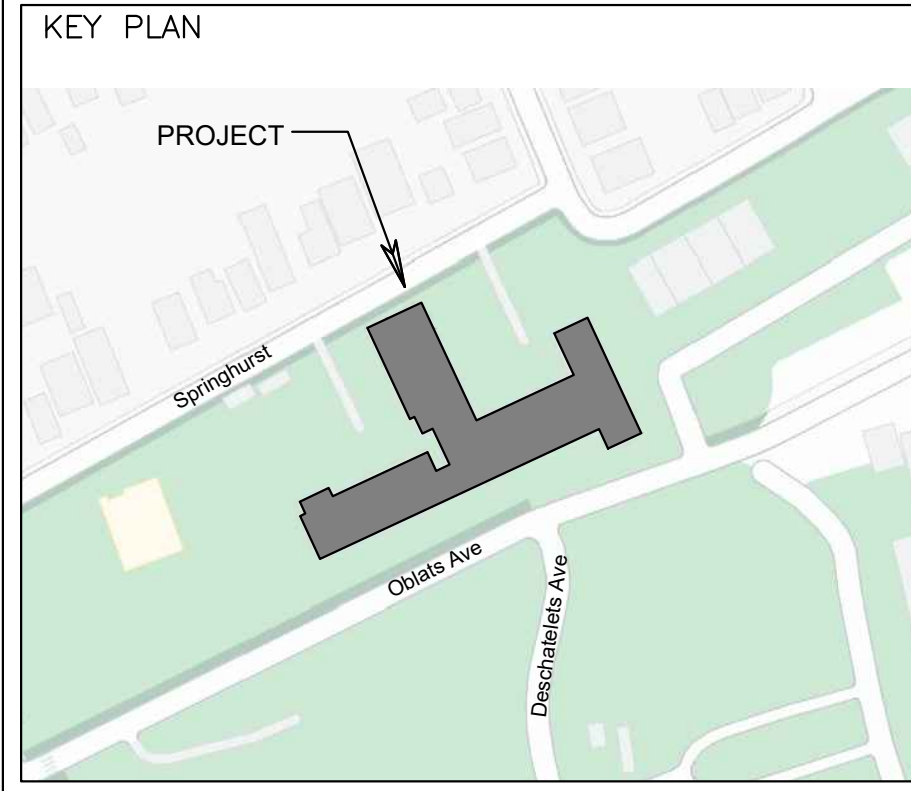 KEY PLAN
PROJECT
Springhurst
Oblats Ave
Deschatelets Ave